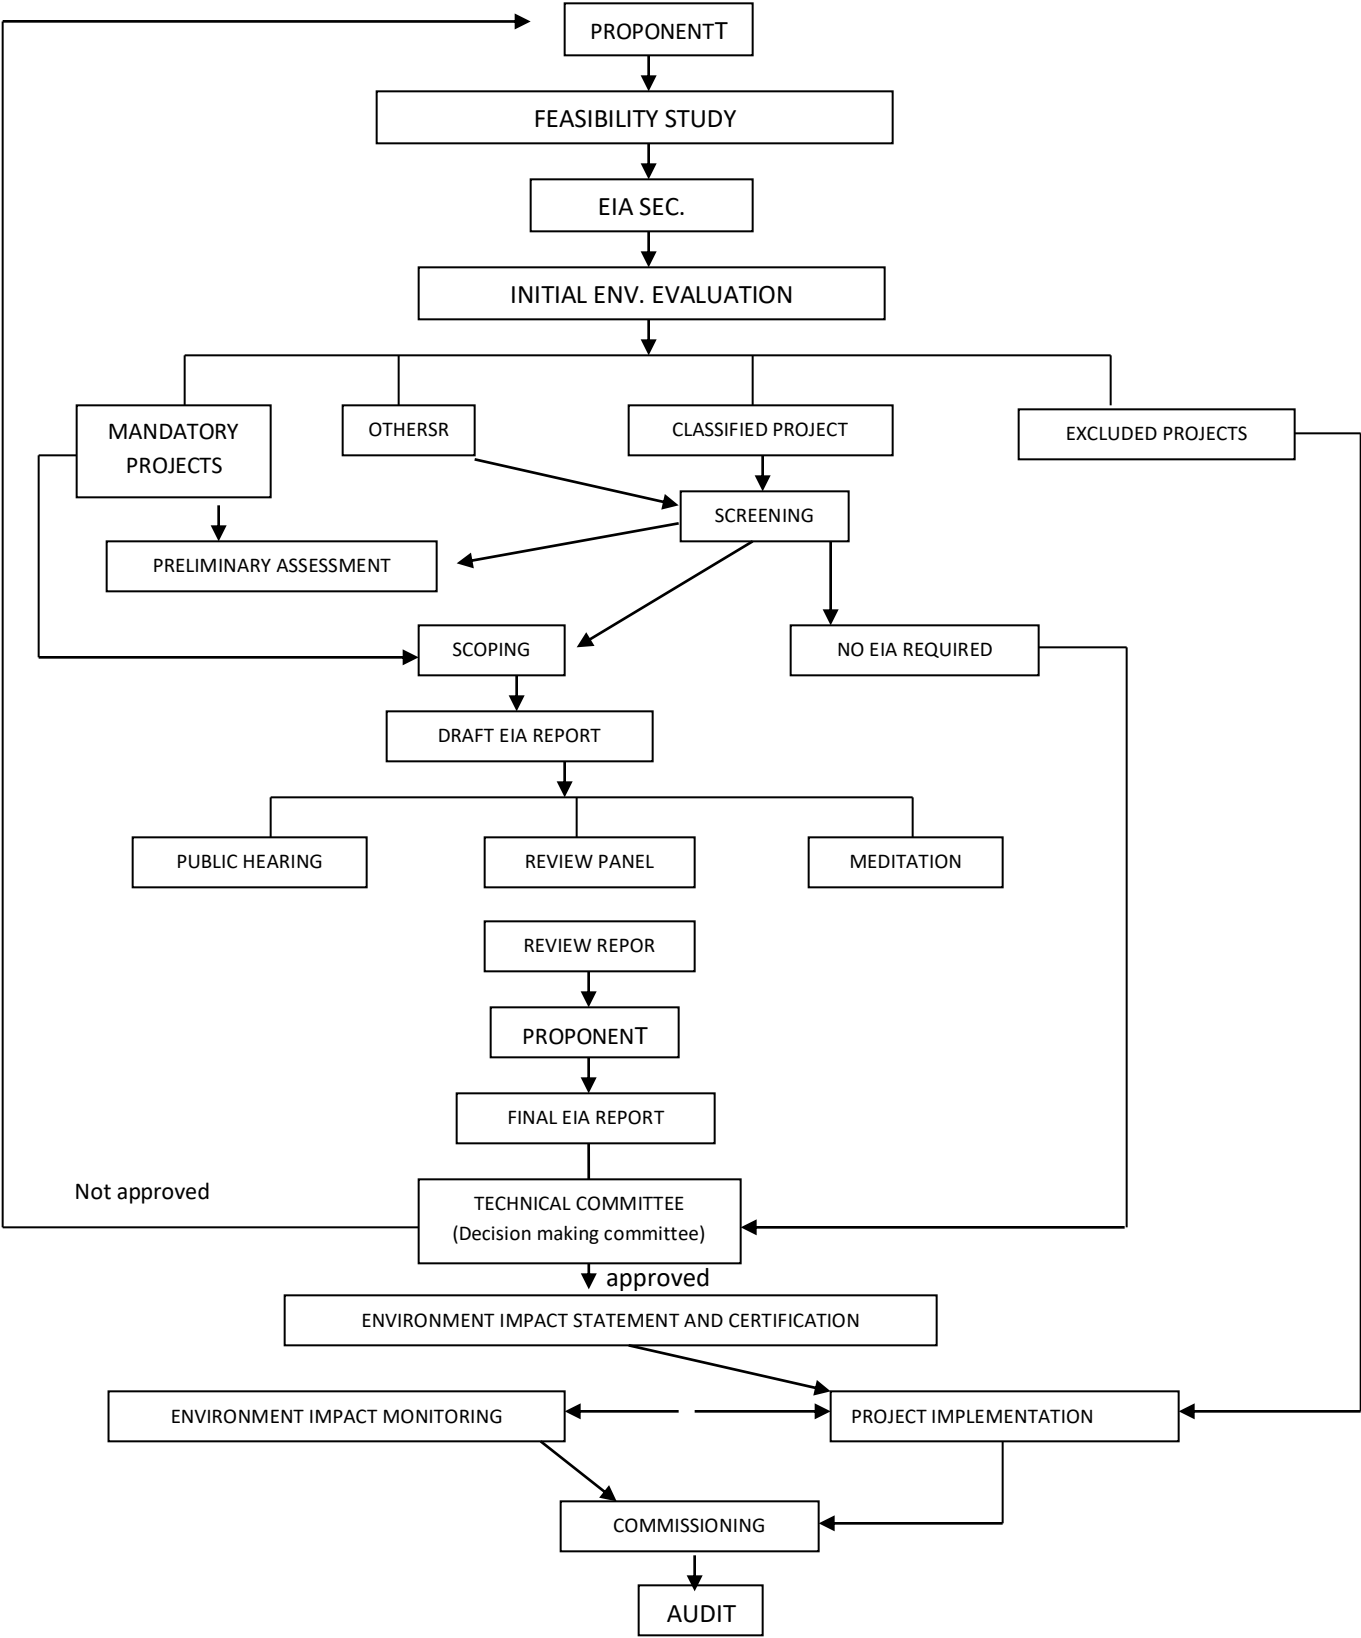 PROPONENTT
FEASIBILITY STUDY
EIA SEC.
INITIAL ENV. EVALUATION
MANDATORY
PROJECTS
OTHERSR
CLASSIFIED PROJECT
EXCLUDED PROJECTS
SCREENING
PRELIMINARY ASSESSMENT
SCOPING
NO EIA REQUIRED
DRAFT EIA REPORT
PUBLIC HEARING
REVIEW PANEL
MEDITATION
REVIEW REPOR
PROPONENT
FINAL EIA REPORT
Not approved
TECHNICAL COMMITTEE
(Decision making committee)
approved
ENVIRONMENT IMPACT STATEMENT AND CERTIFICATION
ENVIRONMENT IMPACT MONITORING
PROJECT IMPLEMENTATION
COMMISSIONING
AUDIT